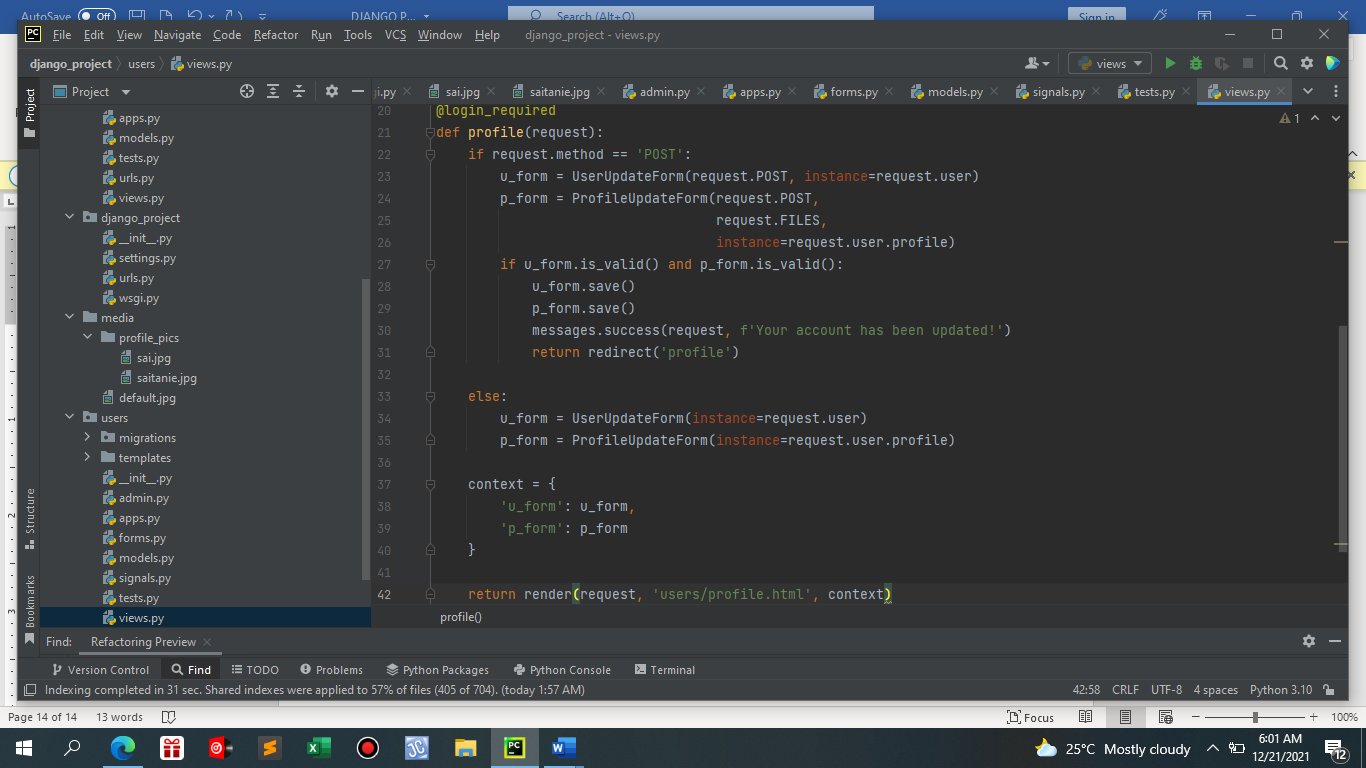 AutoSave Off DJANGO P... Search (Alt+Q) Sign in
PC File Edit View Navigate Code Refactor Run Tools VCS Window Help django_project - views.py
django_project users views.py views
Project gi.py sai.jpg saitanie.jpg admin.py apps.py forms.py models.py signals.py tests.py views.py
Project
apps.py
models.py
tests.py
urls.py
views.py
django_project
__init__.py
settings.py
urls.py
wsgi.py
media
profile_pics
sai.jpg
saitanie.jpg
default.jpg
users
migrations
templates
__init__.py
admin.py
apps.py
forms.py
models.py
signals.py
tests.py
views.py
Structure
Bookmarks
1
20 @login_required
21 def profile(request):
22     if request.method == 'POST':
23         u_form = UserUpdateForm(request.POST, instance=request.user)
24         p_form = ProfileUpdateForm(request.POST,
25                                    request.FILES,
26                                    instance=request.user.profile)
27         if u_form.is_valid() and p_form.is_valid():
28             u_form.save()
29             p_form.save()
30             messages.success(request, f'Your account has been updated!')
31             return redirect('profile')
32
33     else:
34         u_form = UserUpdateForm(instance=request.user)
35         p_form = ProfileUpdateForm(instance=request.user.profile)
36
37     context = {
38         'u_form': u_form,
39         'p_form': p_form
40     }
41
42     return render(request, 'users/profile.html', context)
profile()
Find: Refactoring Preview
Version Control Find TODO Problems Python Packages Python Console Terminal
Indexing completed in 31 sec. Shared indexes were applied to 57% of files (405 of 704). (today 1:57 AM) 42:58 CRLF UTF-8 4 spaces Python 3.10
Page 14 of 14 13 words Focus 100%
25°C Mostly cloudy 6:01 AM
12/21/2021 12